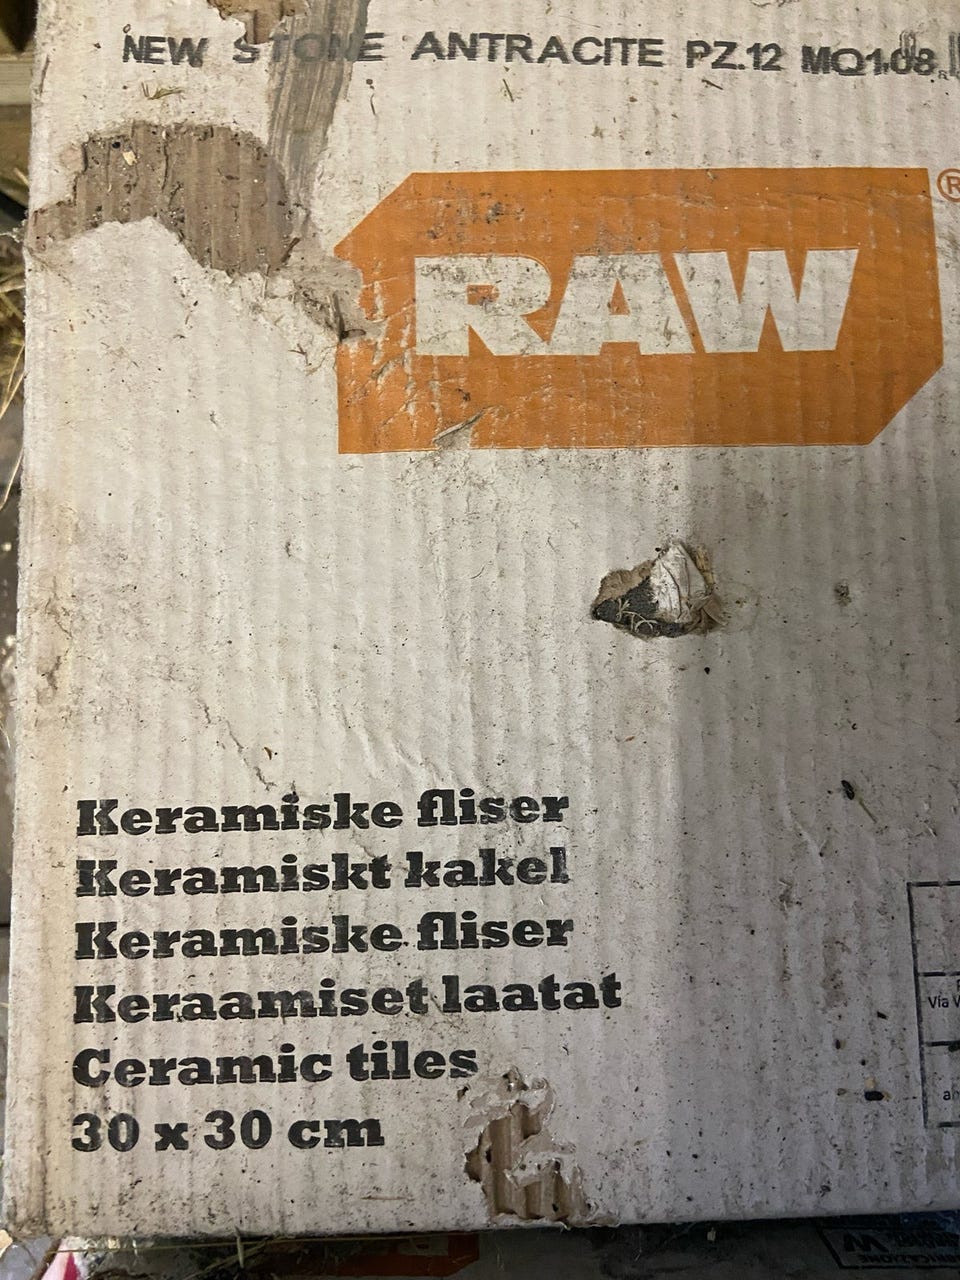 NEW STONE ANTRACITE PZ.12 MQ1.08
RAW
®
Keramiske fliser
Keramiskt kakel
Keramiske fliser
Keraamiset laatat
Ceramic tiles
30 x 30 cm
Via